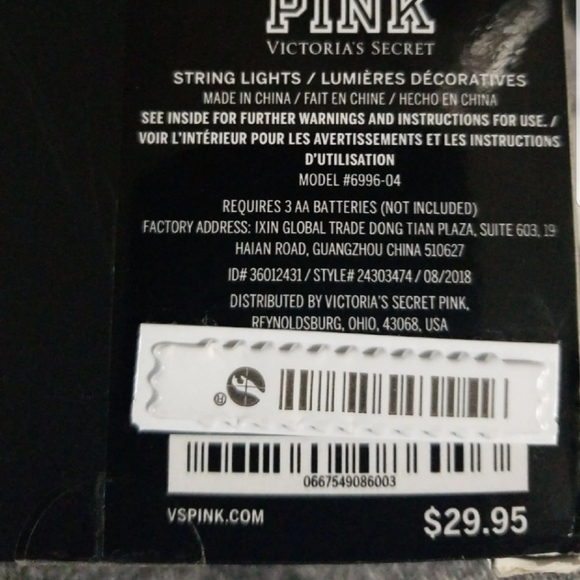 PINK
VICTORIA'S SECRET
STRING LIGHTS / LUMIÈRES DÉCORATIVES
MADE IN CHINA / FAIT EN CHINE / HECHO EN CHINA
SEE INSIDE FOR FURTHER WARNINGS AND INSTRUCTIONS FOR USE. /
VOIR L'INTÉRIEUR POUR LES AVERTISSEMENTS ET LES INSTRUCTIONS
D'UTILISATION
MODEL #6996-04
REQUIRES 3 AA BATTERIES (NOT INCLUDED)
FACTORY ADDRESS: IXIN GLOBAL TRADE DONG TIAN PLAZA, SUITE 603, 19
HAIAN ROAD, GUANGZHOU CHINA 510627
ID# 36012431 / STYLE# 24303474 / 08/2018
DISTRIBUTED BY VICTORIA'S SECRET PINK,
REYNOLDSBURG, OHIO, 43068, USA
®
0667549086003
VSPINK.COM
$29.95